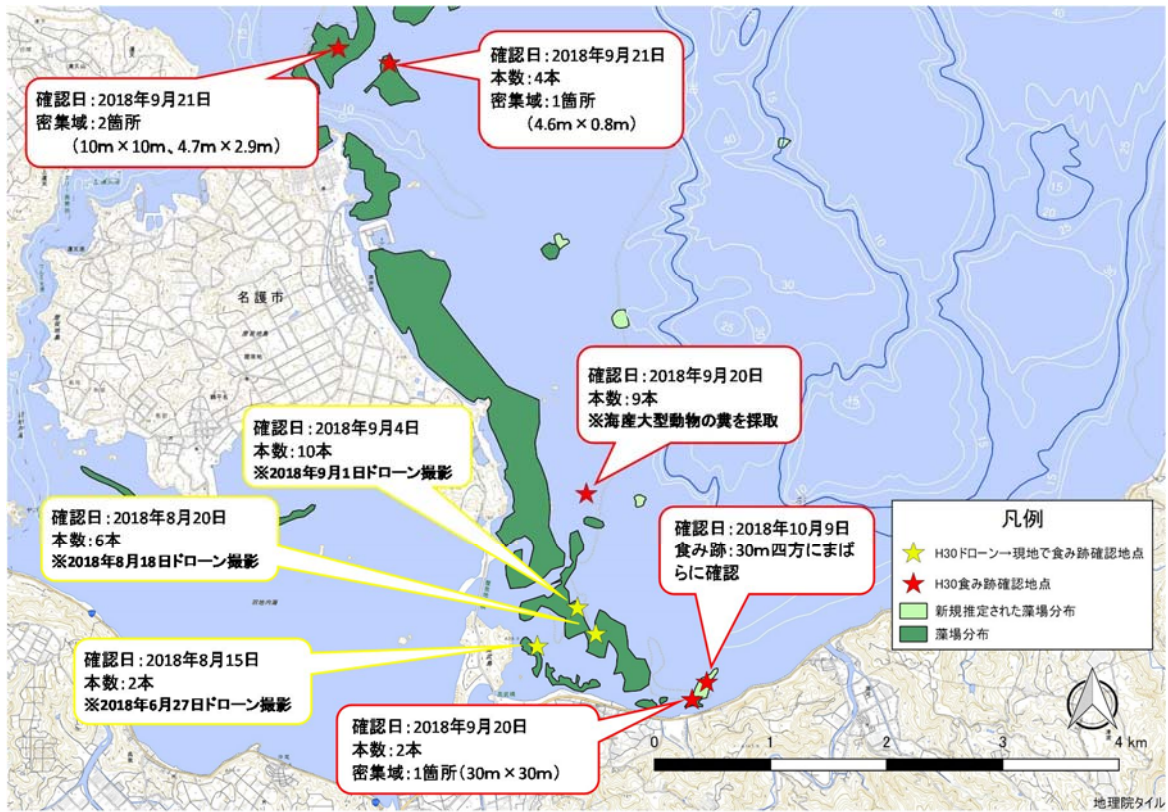 確認日:2018年9月21日
密集域:2箇所
(10m×10m、4.7m×2.9m)
確認日:2018年9月21日
本数:4本
密集域:1箇所
(4.6m×0.8m)
名護市
確認日:2018年9月20日
本数:9本
※海産大型動物の糞を採取
確認日:2018年9月4日
本数:10本
※2018年9月1日ドローン撮影
確認日:2018年8月20日
本数:6本
※2018年8月18日ドローン撮影
確認日:2018年10月9日
食み跡:30m四方にまば
らに確認
確認日:2018年8月15日
本数:2本
※2018年6月27日ドローン撮影
確認日:2018年9月20日
本数:2本
密集域:1箇所(30m×30m)
凡例
H30ドローン→現地で食み跡確認地点
H30食み跡確認地点
新規推定された藻場分布
藻場分布
0 1 2 3 4 km
地理院タイル